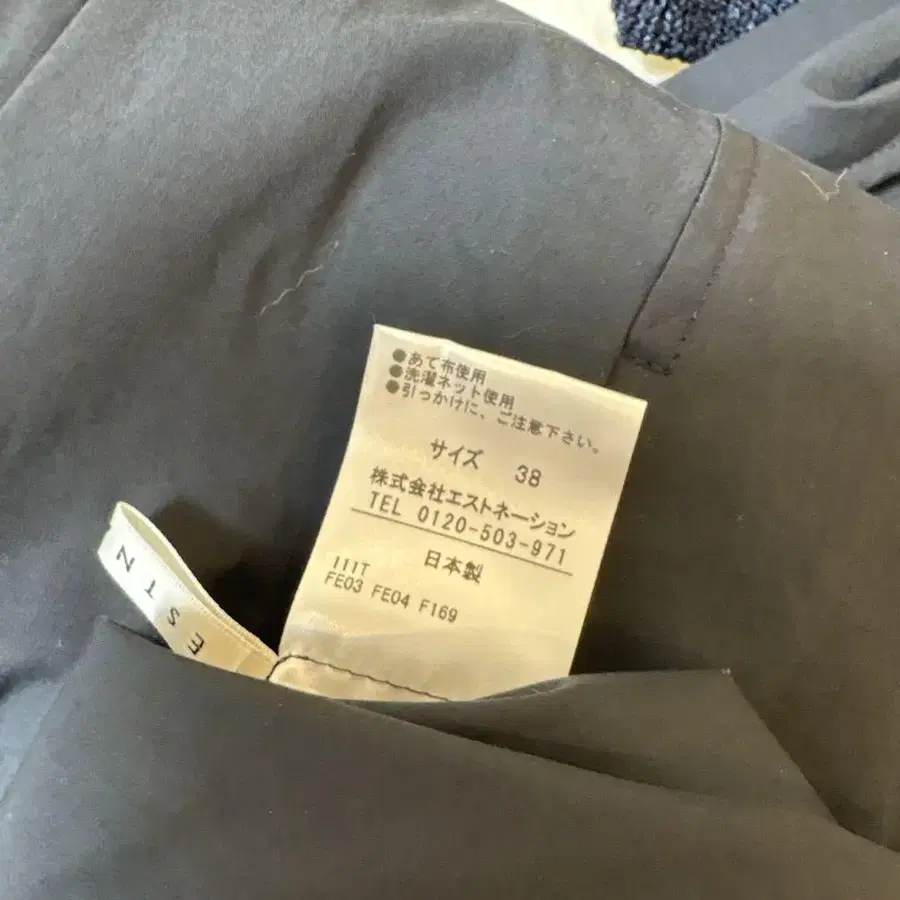 ●あて布使用
●洗濯ネット使用
●引っかけに、ご注意下さい。
サイズ 38
株式会社エストネーション
TEL 0120-503-971
日本製
111T
FE03 FE04 F169
ESTN